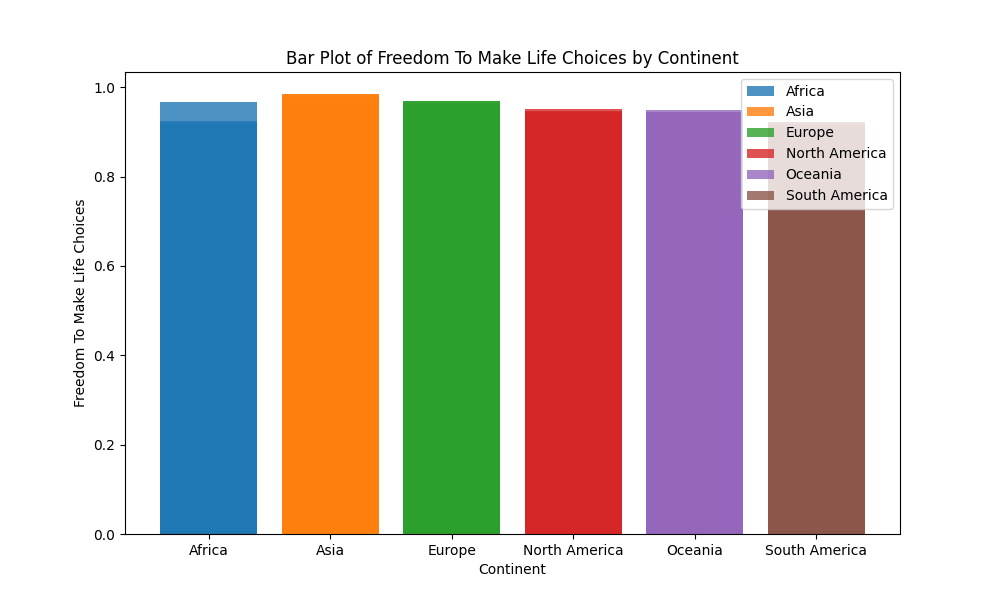 Bar Plot of Freedom To Make Life Choices by Continent
Freedom To Make Life Choices
1.0
0.8
0.6
0.4
0.2
0.0
Africa
Asia
Europe
North America
Oceania
South America
Africa
Asia
Europe
North America
Oceania
South America
Continent